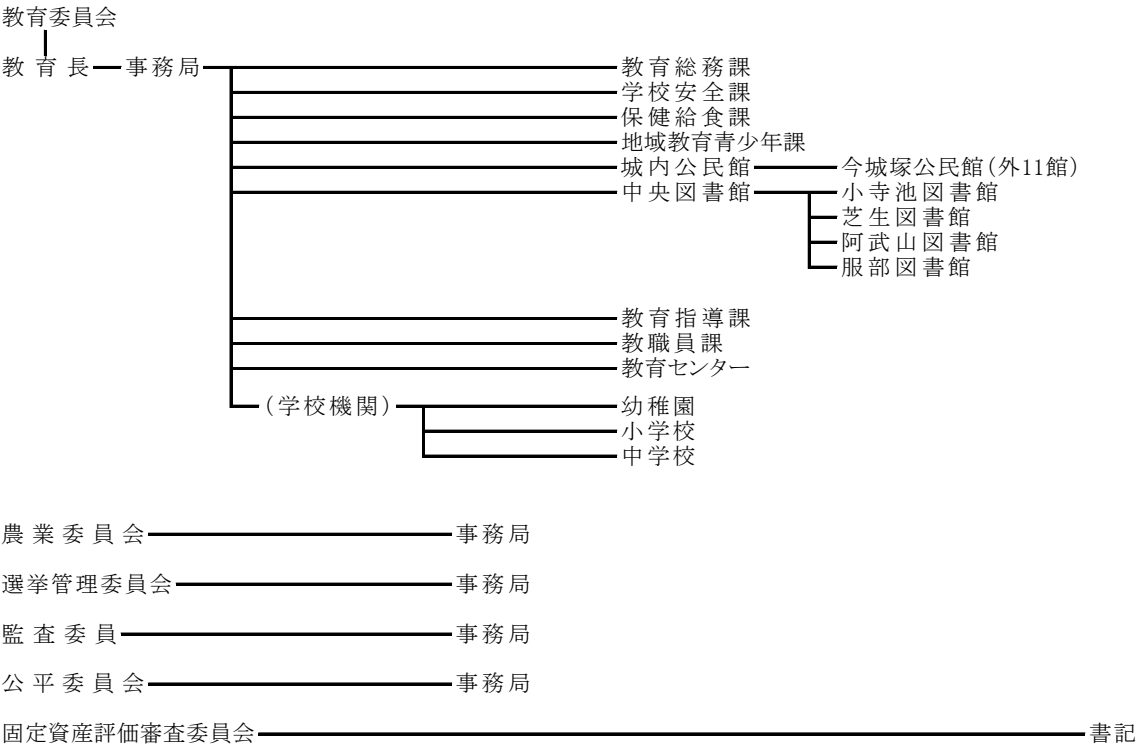 教育委員会
教育長 事務局 教育総務課
学校安全課
保健給食課
地域教育青少年課
城内公民館 今城塚公民館(外11館)
中央図書館 小寺池図書館
芝生図書館
阿武山図書館
服部図書館
教育指導課
教職員課
教育センター
(学校機関) 幼稚園
小学校
中学校
農業委員会 事務局
選挙管理委員会 事務局
監査委員 事務局
公平委員会 事務局
固定資産評価審査委員会 書記